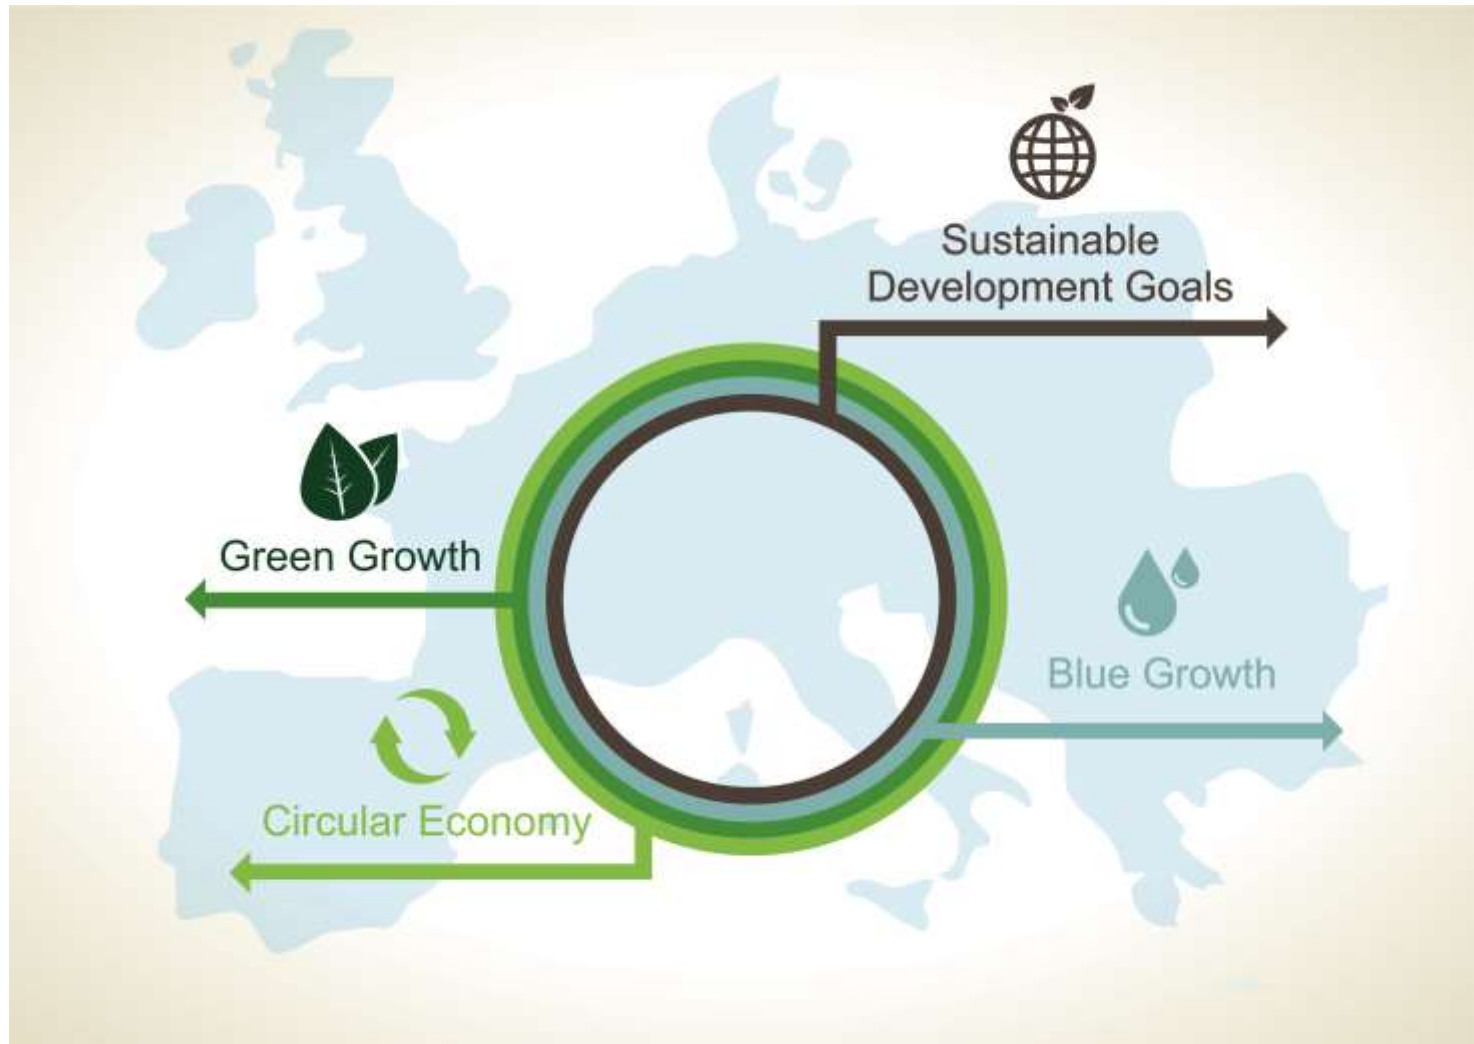 Sustainable
Development Goals
Green Growth
Blue Growth
Circular Economy